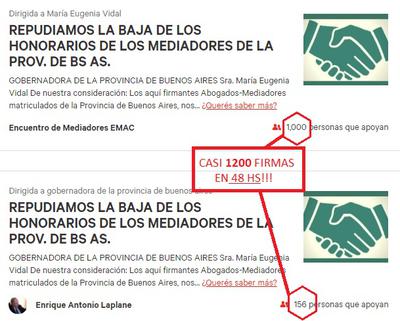 Dirigida a María Eugenia Vidal
REPUDIAMOS LA BAJA DE LOS
HONORARIOS DE LOS MEDIADORES DE LA
PROV. DE BS AS.
GOBERNADORA DE LA PROVINCIA DE BUENOS AIRES Sra. María Eugenia
Vidal De nuestra consideración: Los aquí firmantes Abogados-Mediadores
matriculados de la Provincia de Buenos Aires, nos... ¿Querés saber más?
Encuentro de Mediadores EMAC
1,000 personas que apoyan
CASI 1200 FIRMAS
EN 48 HS!!!
Dirigida a gobernadora de la provincia de buenos
REPUDIAMOS LA BAJA DE LOS
HONORARIOS DE LOS MEDIADORES DE LA
PROV. DE BS AS.
GOBERNADORA DE LA PROVINCIA DE BUENOS AIRES Sra. María Eugenia
Vidal De nuestra consideración: Los aquí firmantes Abogados-Mediadores
matriculados de la Provincia de Buenos Aires, nos... ¿Querés saber más?
Enrique Antonio Laplane
156 personas que apoyan